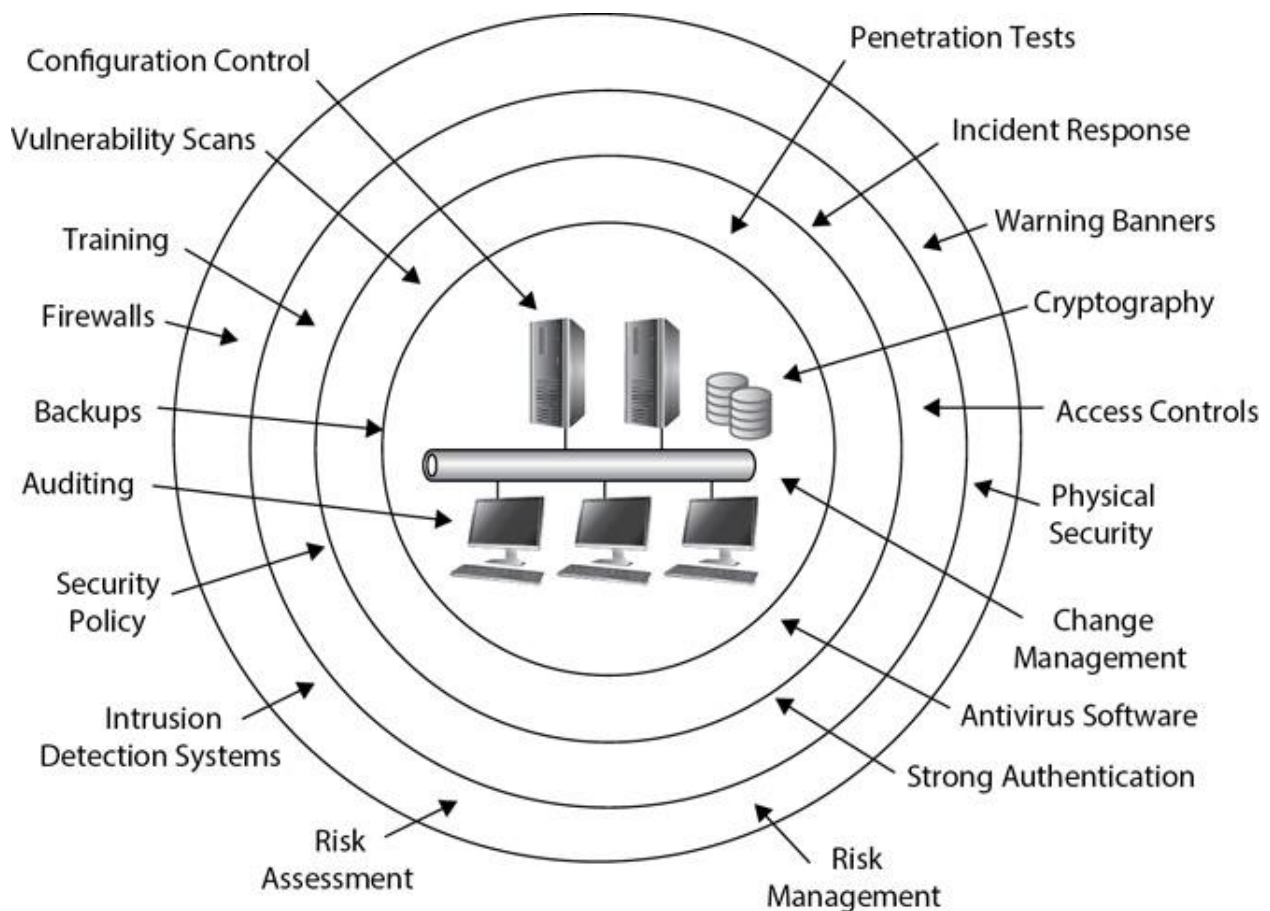 Configuration Control
Vulnerability Scans
Training
Firewalls
Backups
Auditing
Security
Policy
Intrusion
Detection Systems
Risk
Assessment
Penetration Tests
Incident Response
Warning Banners
Cryptography
Access Controls
Physical
Security
Change
Management
Antivirus Software
Strong Authentication
Risk
Management